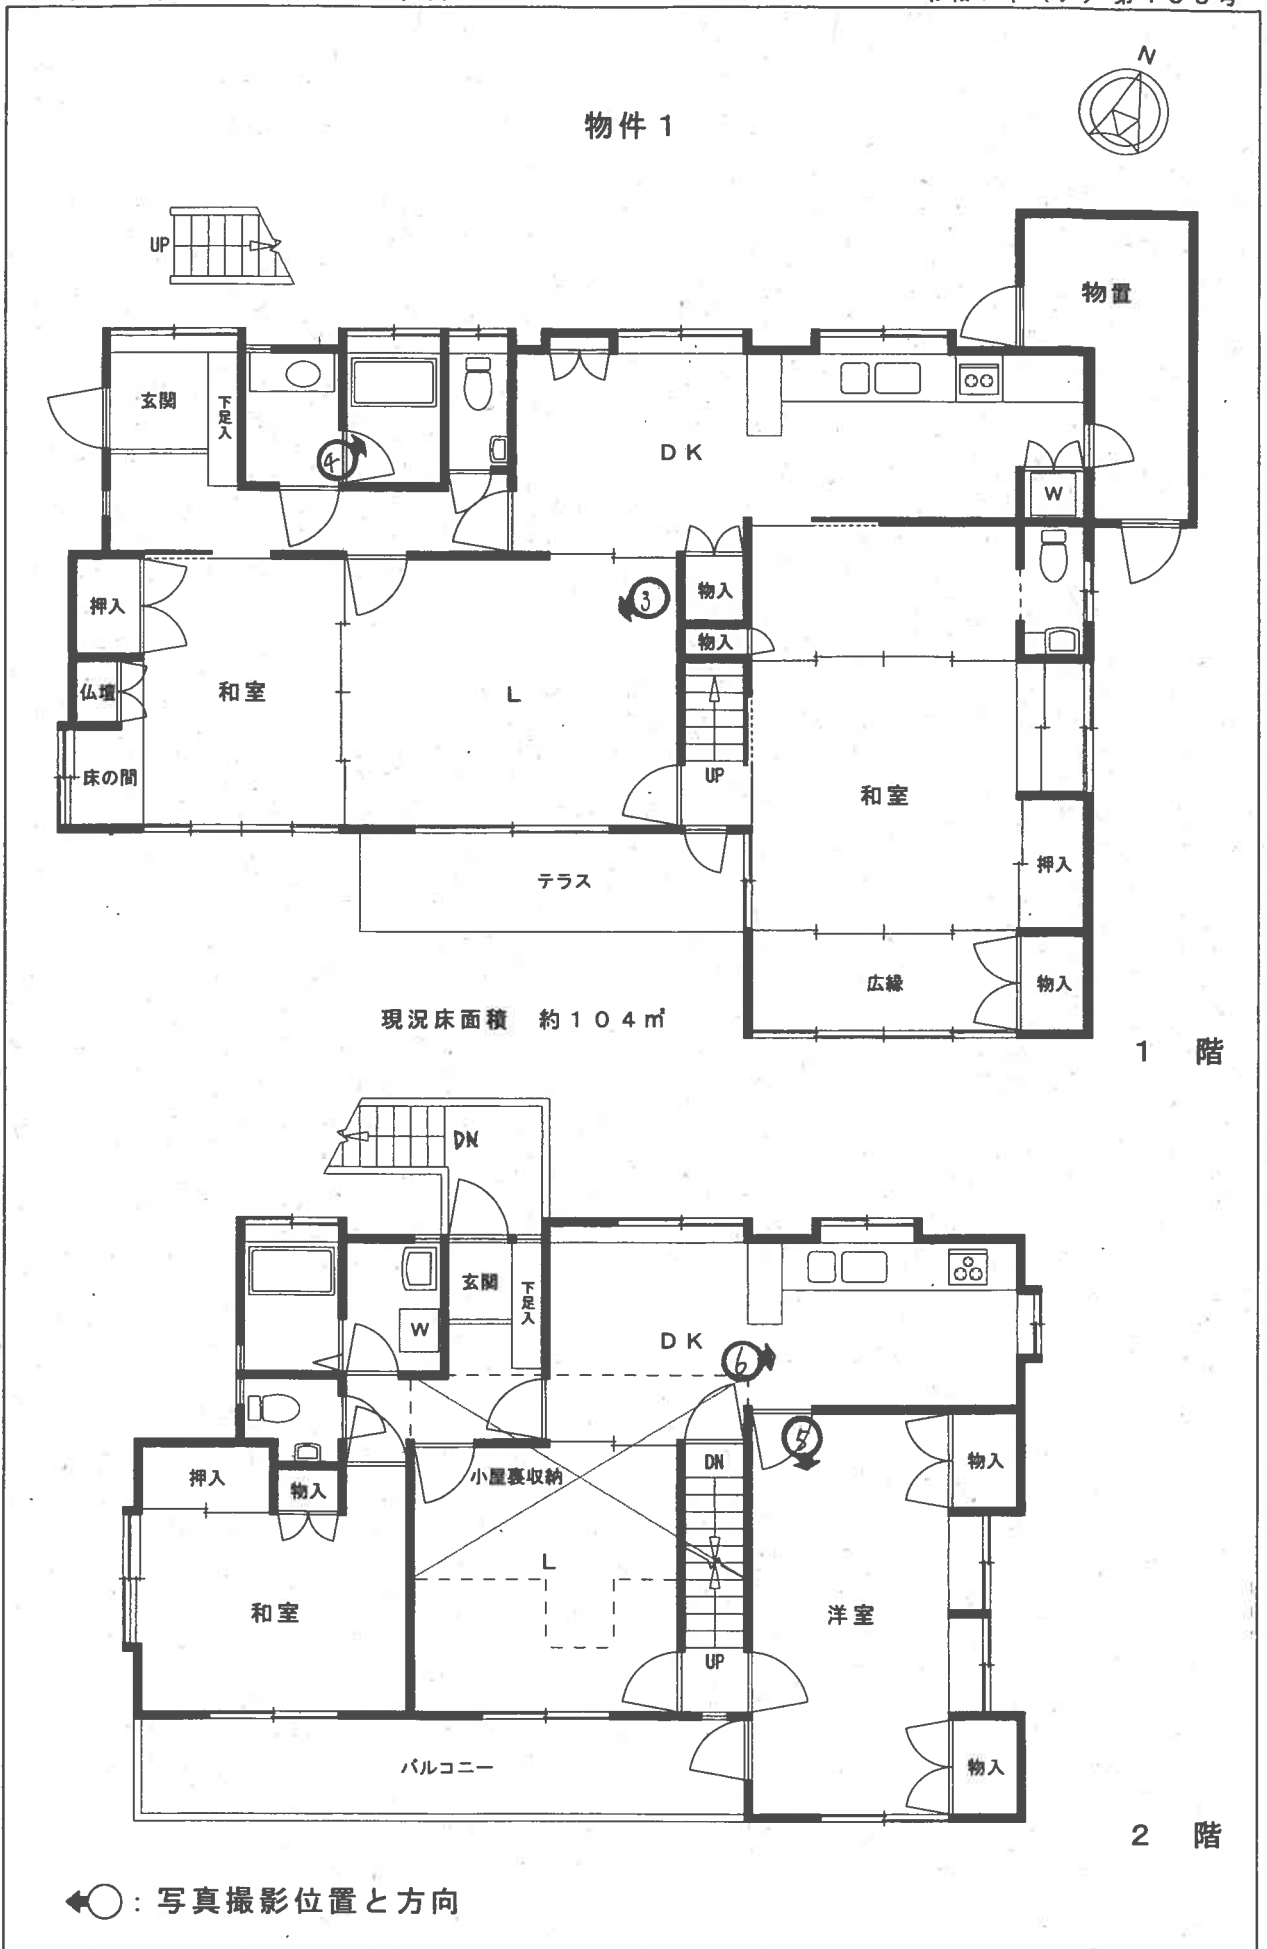 N
物件1
UP
物置
玄関
下足入
DK
W
押入
物入
物入
仏壇
和室
L
床の間
UP
和室
テラス
押入
広縁
物入
現況床面積 約104㎡
1 階
DN
玄関
下足入
W
DK
押入
物入
小屋裏収納
DN
物入
L
和室
洋室
UP
バルコニー
物入
2 階
:写真撮影位置と方向
4
3
6
5